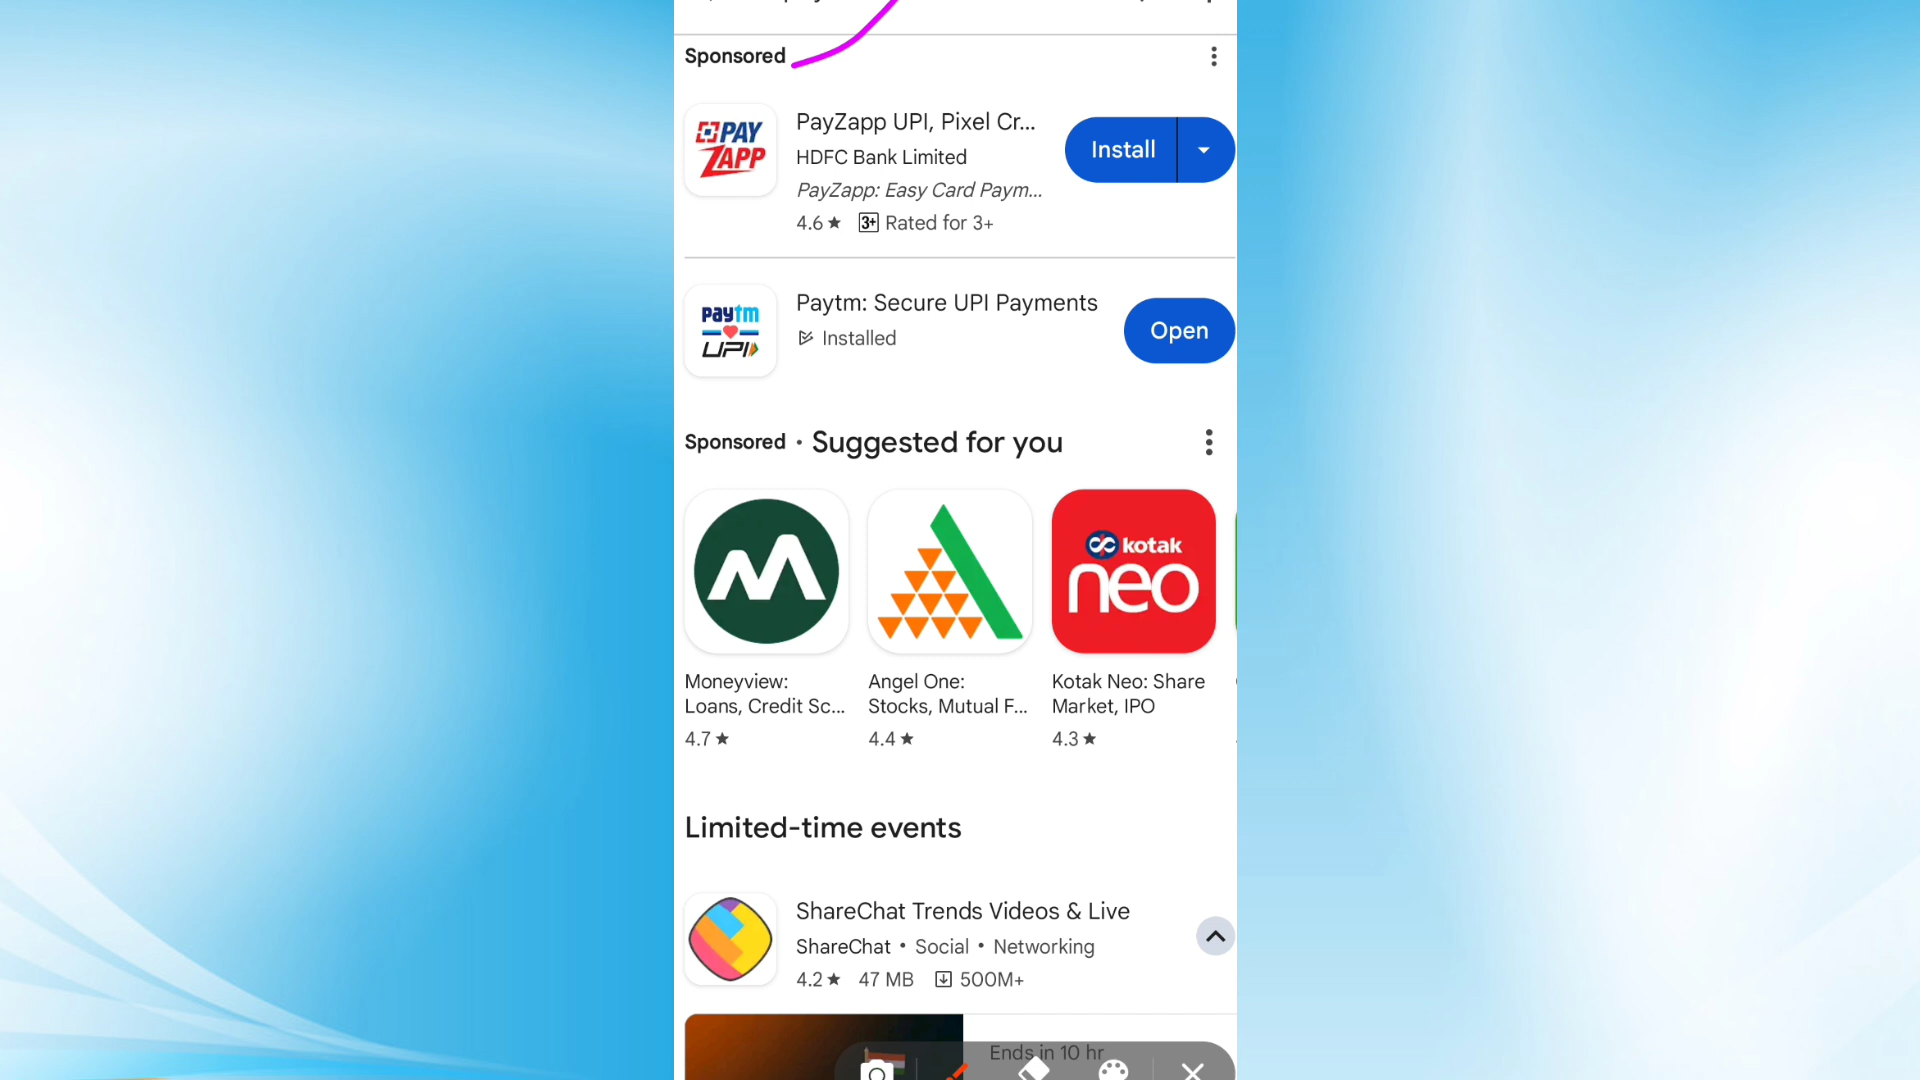 Sponsored
PAY
ZAPP
PayZapp UPI, Pixel Cr...
HDFC Bank Limited
PayZapp: Easy Card Paym...
4.6 ★ 3+ Rated for 3+
Install
paytm
UPI
Paytm: Secure UPI Payments
Installed
Open
Sponsored • Suggested for you
kotak
neo
Moneyview:
Loans, Credit Sc...
4.7 ★
Angel One:
Stocks, Mutual F...
4.4 ★
Kotak Neo: Share
Market, IPO
4.3 ★
Limited-time events
ShareChat Trends Videos & Live
ShareChat • Social • Networking
4.2 ★ 47 MB 500M+
Ends in 10 hr